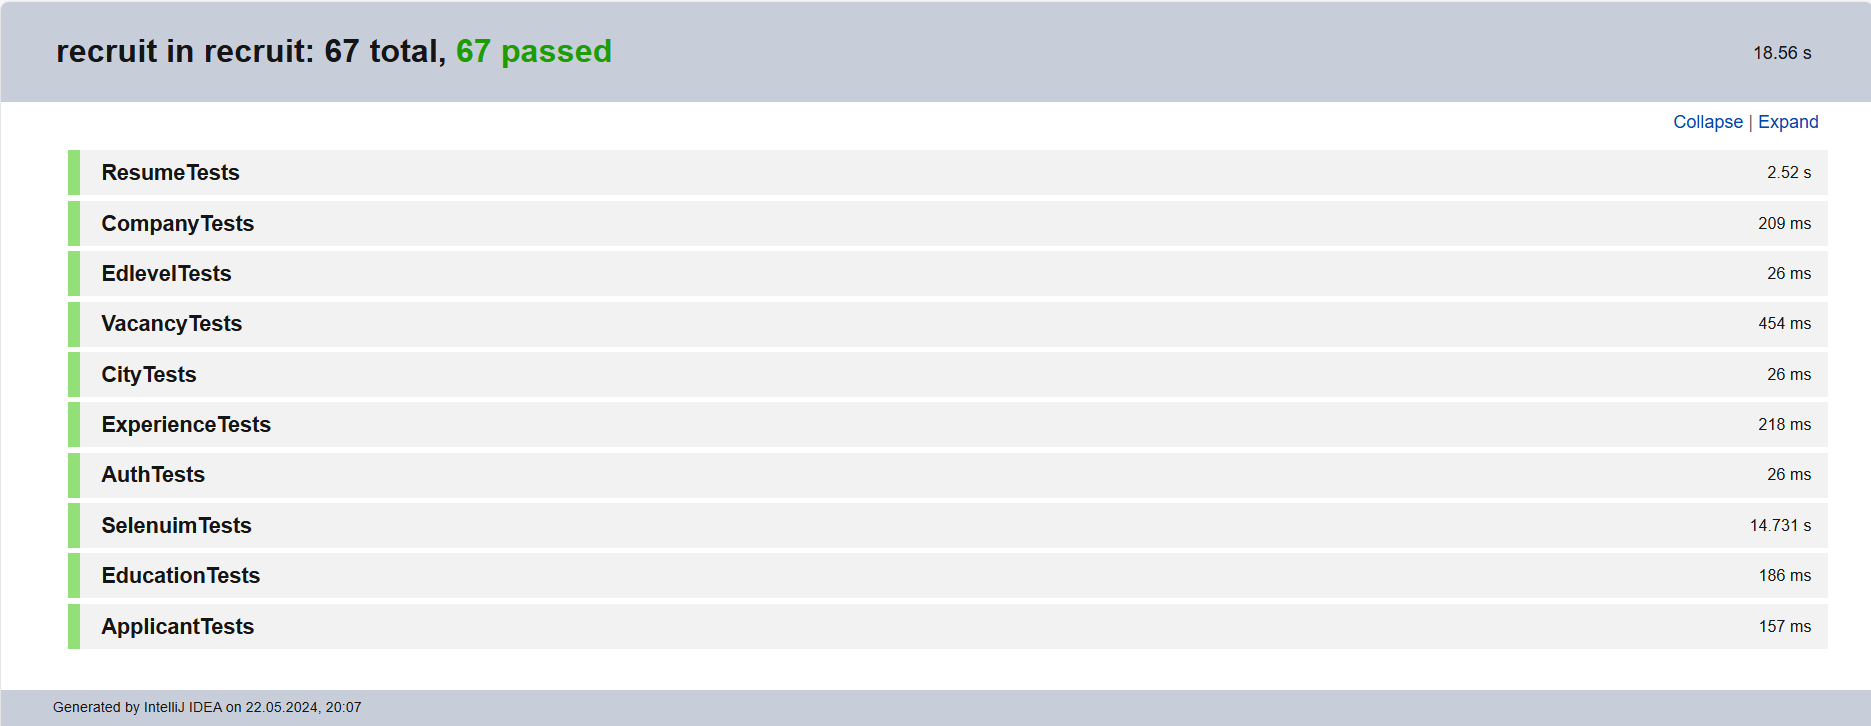 recruit in recruit: 67 total, 67 passed 18.56 s
Collapse | Expand
ResumeTests 2.52 s
CompanyTests 209 ms
EdlevelTests 26 ms
VacancyTests 454 ms
CityTests 26 ms
ExperienceTests 218 ms
AuthTests 26 ms
SelenuimTests 14.731 s
EducationTests 186 ms
ApplicantTests 157 ms
Generated by IntelliJ IDEA on 22.05.2024, 20:07